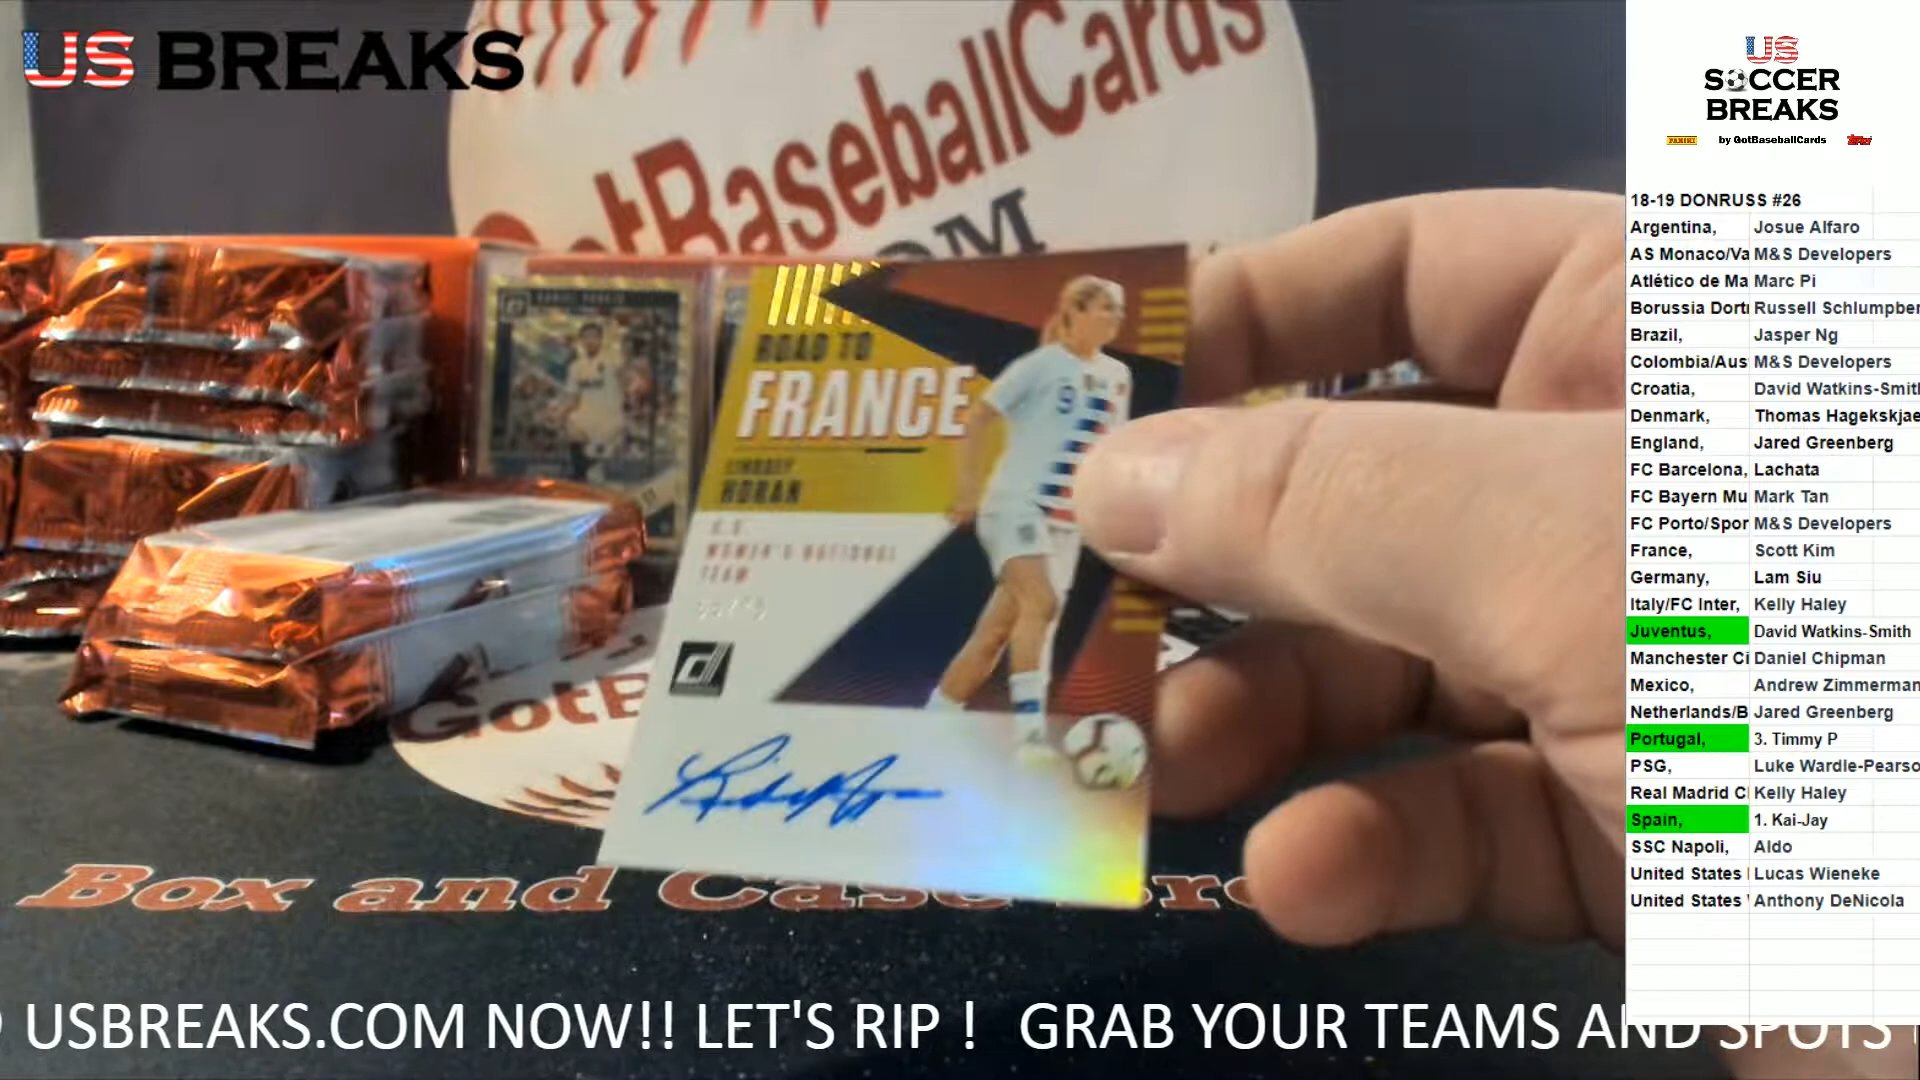 US BREAKS
GotBaseballCards
.COM
ROAD TO
FRANCE
LINDSEY
HORAN
U.S.
WOMEN'S NATIONAL
TEAM
9
GotB
Box and Case Bre
USBREAKS.COM NOW!! LET'S RIP ! GRAB YOUR TEAMS AND SPOTS
US
SOCCER
BREAKS
PANINI by GotBaseballCards Topps
18-19 DONRUSS #26
Argentina, Josue Alfaro
AS Monaco/Va M&S Developers
Atlético de Ma Marc Pi
Borussia Dort Russell Schlumpber
Brazil, Jasper Ng
Colombia/Aus M&S Developers
Croatia, David Watkins-Smith
Denmark, Thomas Hagekskjae
England, Jared Greenberg
FC Barcelona, Lachata
FC Bayern Mu Mark Tan
FC Porto/Spor M&S Developers
France, Scott Kim
Germany, Lam Siu
Italy/FC Inter, Kelly Haley
Juventus, David Watkins-Smith
Manchester Ci Daniel Chipman
Mexico, Andrew Zimmerman
Netherlands/B Jared Greenberg
Portugal, 3. Timmy P
PSG, Luke Wardle-Pearso
Real Madrid C Kelly Haley
Spain, 1. Kai-Jay
SSC Napoli, Aldo
United States Lucas Wieneke
United States Anthony DeNicola